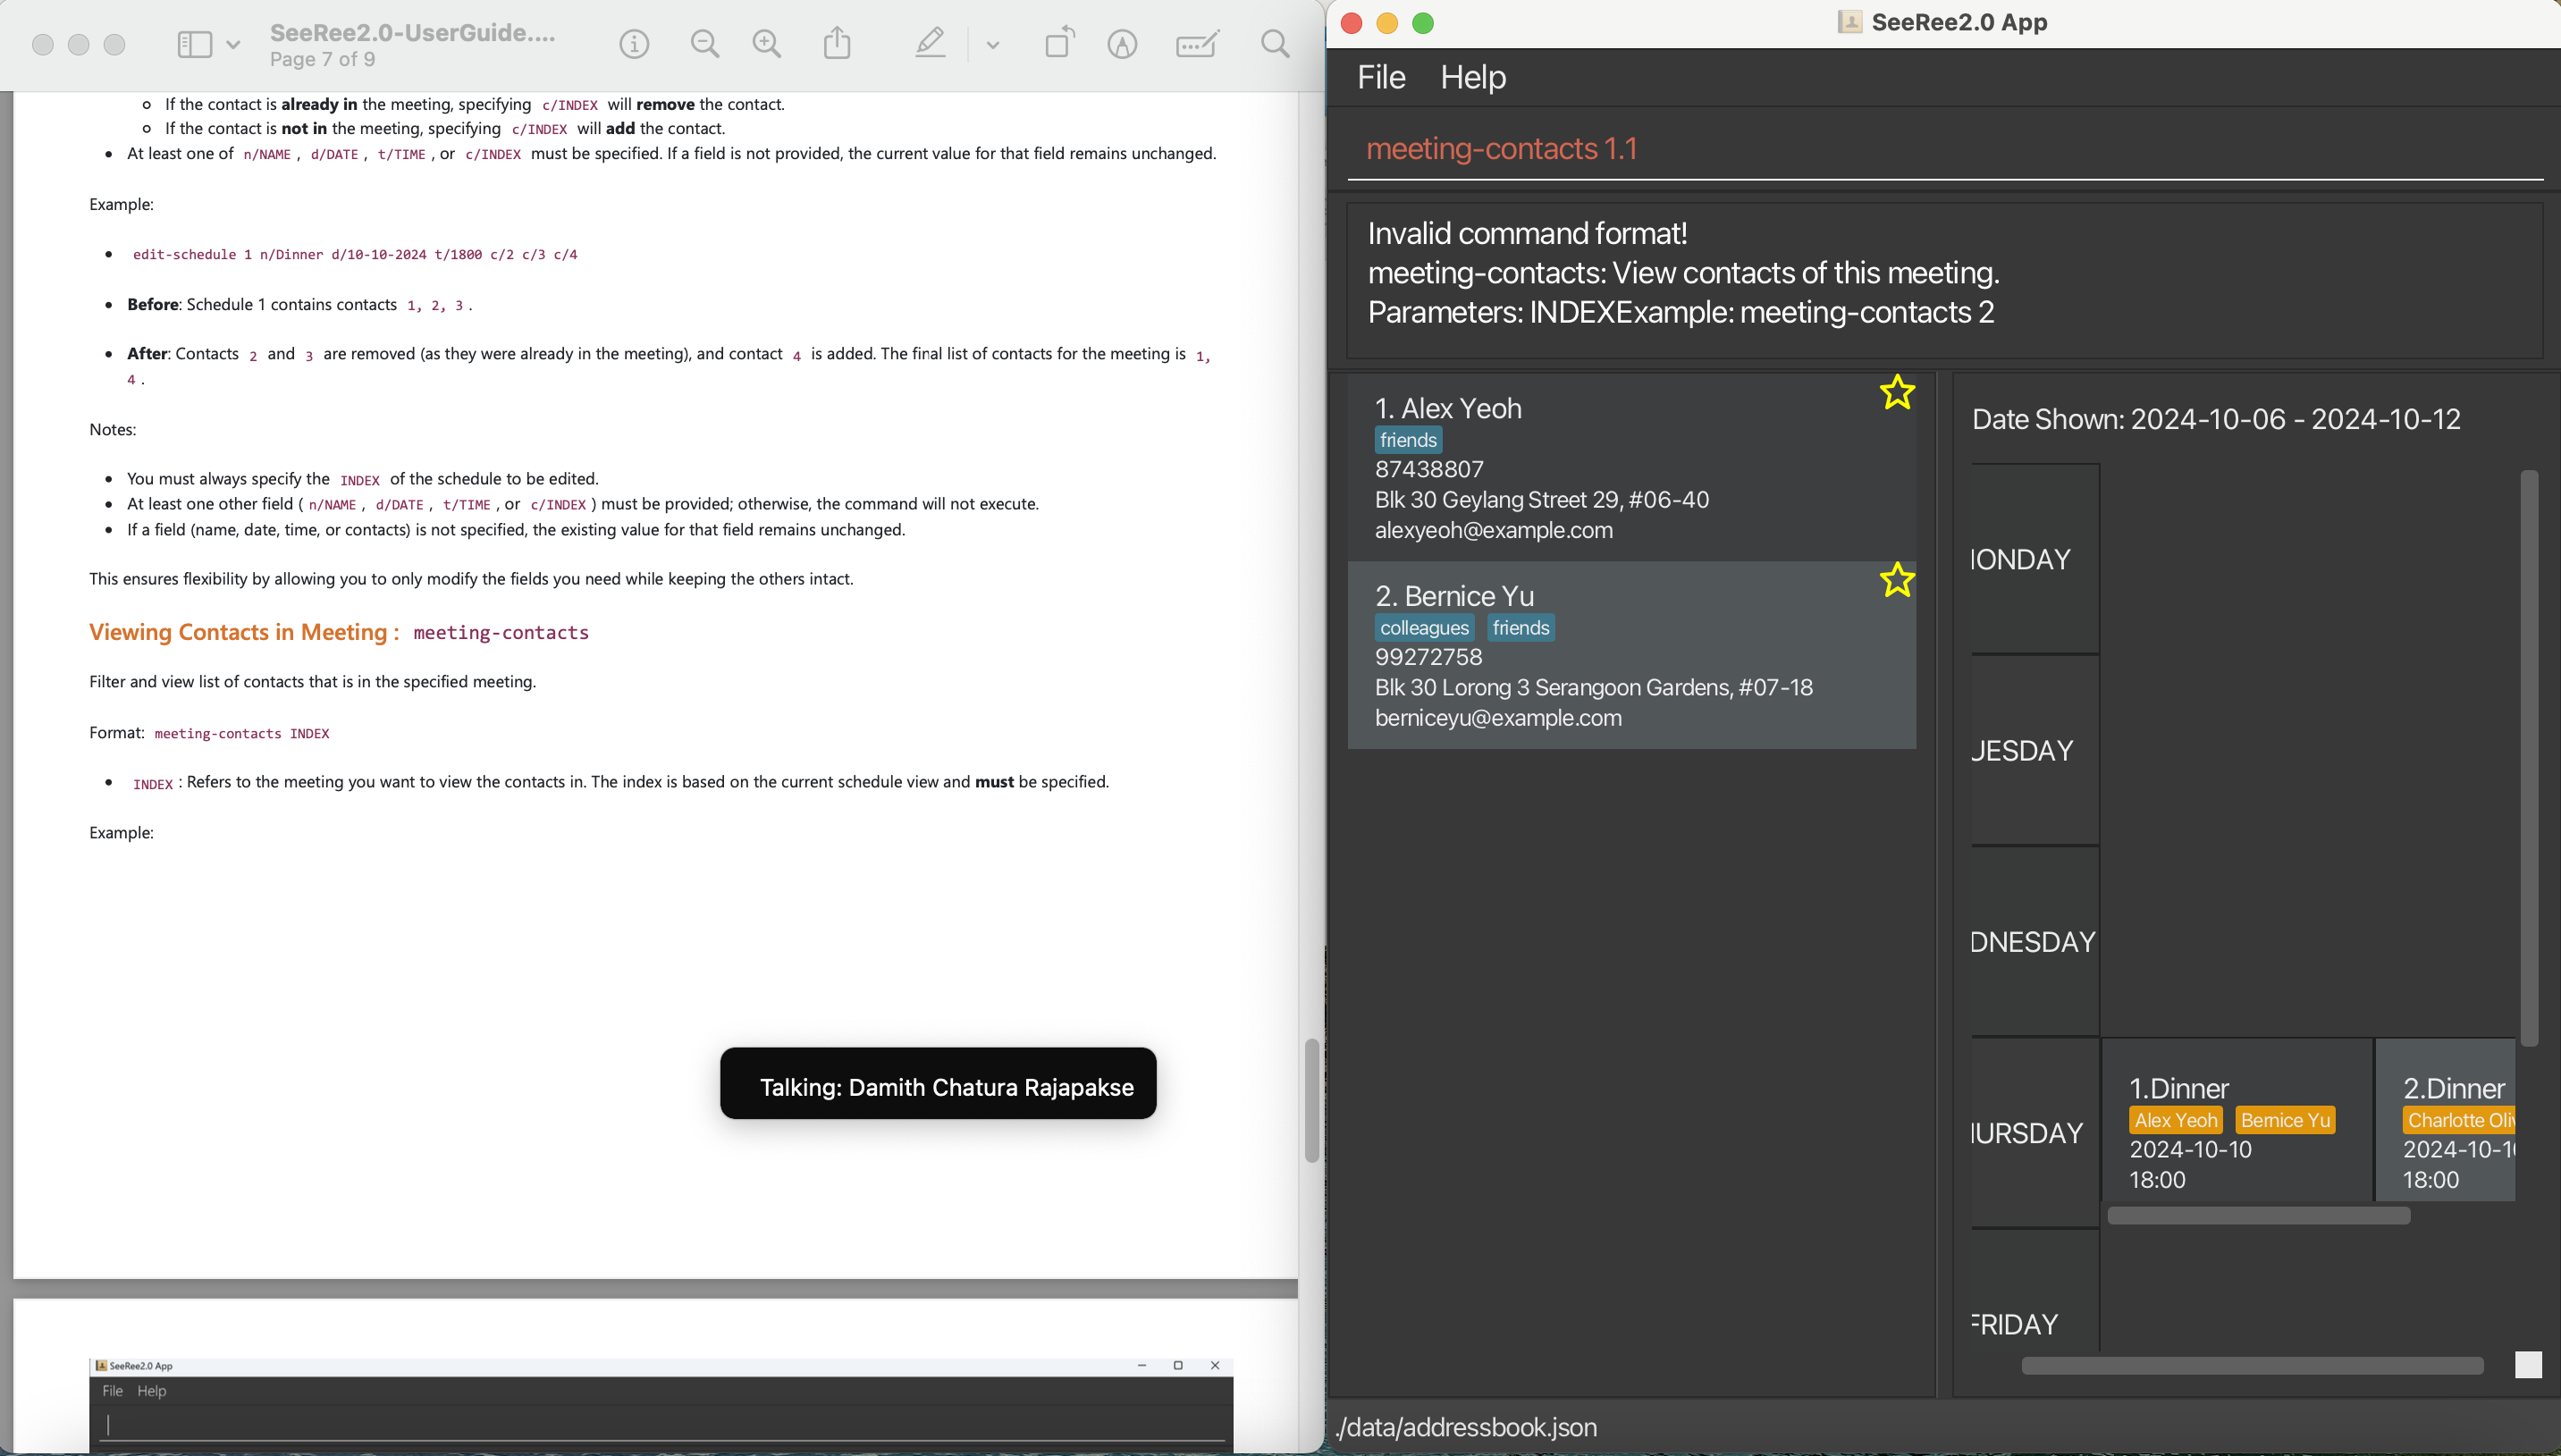 SeeRee2.0-UserGuide....
Page 7 of 9
If the contact is already in the meeting, specifying c/INDEX will remove the contact.
If the contact is not in the meeting, specifying c/INDEX will add the contact.
At least one of n/NAME , d/DATE , t/TIME , or c/INDEX must be specified. If a field is not provided, the current value for that field remains unchanged.
Example:
edit-schedule 1 n/Dinner d/10-10-2024 t/1800 c/2 c/3 c/4
Before: Schedule 1 contains contacts 1, 2, 3 .
After: Contacts 2 and 3 are removed (as they were already in the meeting), and contact 4 is added. The final list of contacts for the meeting is 1,
4 .
Notes:
You must always specify the INDEX of the schedule to be edited.
At least one other field ( n/NAME , d/DATE , t/TIME , or c/INDEX ) must be provided; otherwise, the command will not execute.
If a field (name, date, time, or contacts) is not specified, the existing value for that field remains unchanged.
This ensures flexibility by allowing you to only modify the fields you need while keeping the others intact.
Viewing Contacts in Meeting : meeting-contacts
Filter and view list of contacts that is in the specified meeting.
Format: meeting-contacts INDEX
INDEX : Refers to the meeting you want to view the contacts in. The index is based on the current schedule view and must be specified.
Example:
Talking: Damith Chatura Rajapakse
SeeRee2.0 App
File Help
SeeRee2.0 App
File Help
meeting-contacts 1.1
Invalid command format!
meeting-contacts: View contacts of this meeting.
Parameters: INDEXExample: meeting-contacts 2
1. Alex Yeoh
friends
87438807
Blk 30 Geylang Street 29, #06-40
alexyeoh@example.com
2. Bernice Yu
colleagues friends
99272758
Blk 30 Lorong 3 Serangoon Gardens, #07-18
berniceyu@example.com
Date Shown: 2024-10-06 - 2024-10-12
ONDAY
UESDAY
DNESDAY
URSDAY
1.Dinner
Alex Yeoh Bernice Yu
2024-10-10
18:00
2.Dinner
Charlotte Oliv
2024-10-1
18:00
FRIDAY
./data/addressbook.json